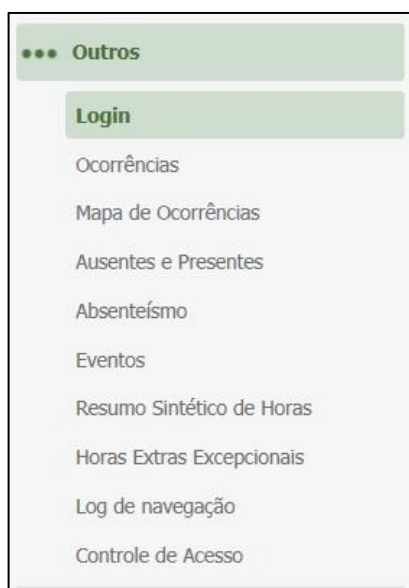 Outros
Login
Ocorrências
Mapa de Ocorrências
Ausentes e Presentes
Absenteísmo
Eventos
Resumo Sintético de Horas
Horas Extras Excepcionais
Log de navegação
Controle de Acesso